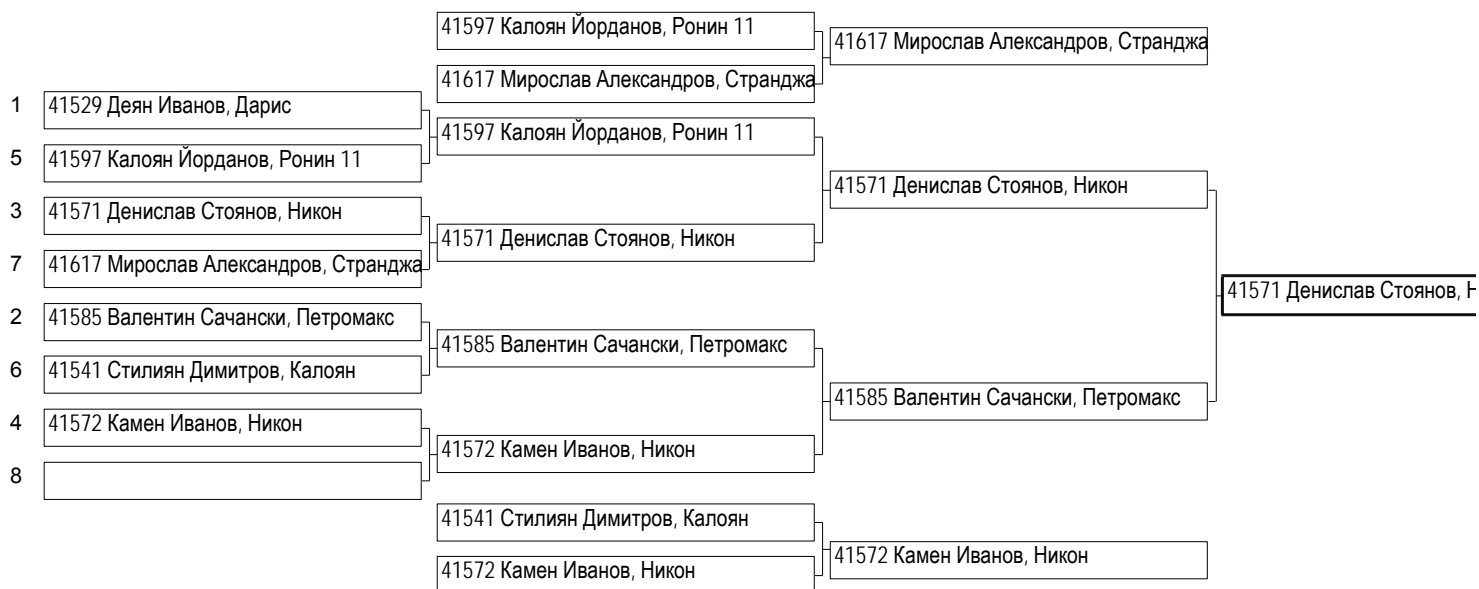 41597 Калоян Йорданов, Ронин 11
41617 Мирослав Александров, Странджа
41617 Мирослав Александров, Странджа
1 41529 Деян Иванов, Дарис
41597 Калоян Йорданов, Ронин 11
5 41597 Калоян Йорданов, Ронин 11
41571 Денислав Стоянов, Никон
3 41571 Денислав Стоянов, Никон
41571 Денислав Стоянов, Никон
7 41617 Мирослав Александров, Странджа
41571 Денислав Стоянов, Н
2 41585 Валентин Сачански, Петромакс
41585 Валентин Сачански, Петромакс
6 41541 Стилиян Димитров, Калоян
41585 Валентин Сачански, Петромакс
4 41572 Камен Иванов, Никон
41572 Камен Иванов, Никон
8
41541 Стилиян Димитров, Калоян
41572 Камен Иванов, Никон
41572 Камен Иванов, Никон